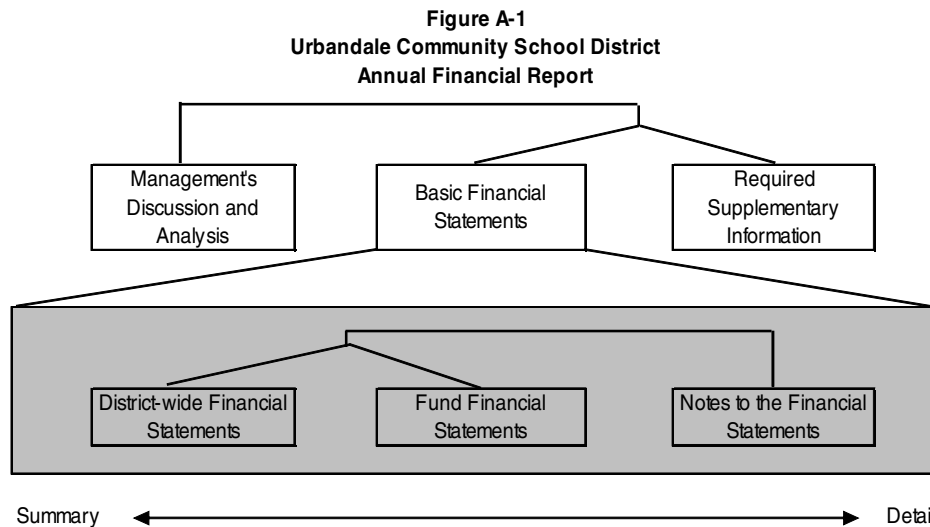 Figure A-1
Urbandale Community School District
Annual Financial Report
Management's
Discussion and
Analysis
Basic Financial
Statements
Required
Supplementary
Information
District-wide Financial
Statements
Fund Financial
Statements
Notes to the Financial
Statements
Summary
Detai